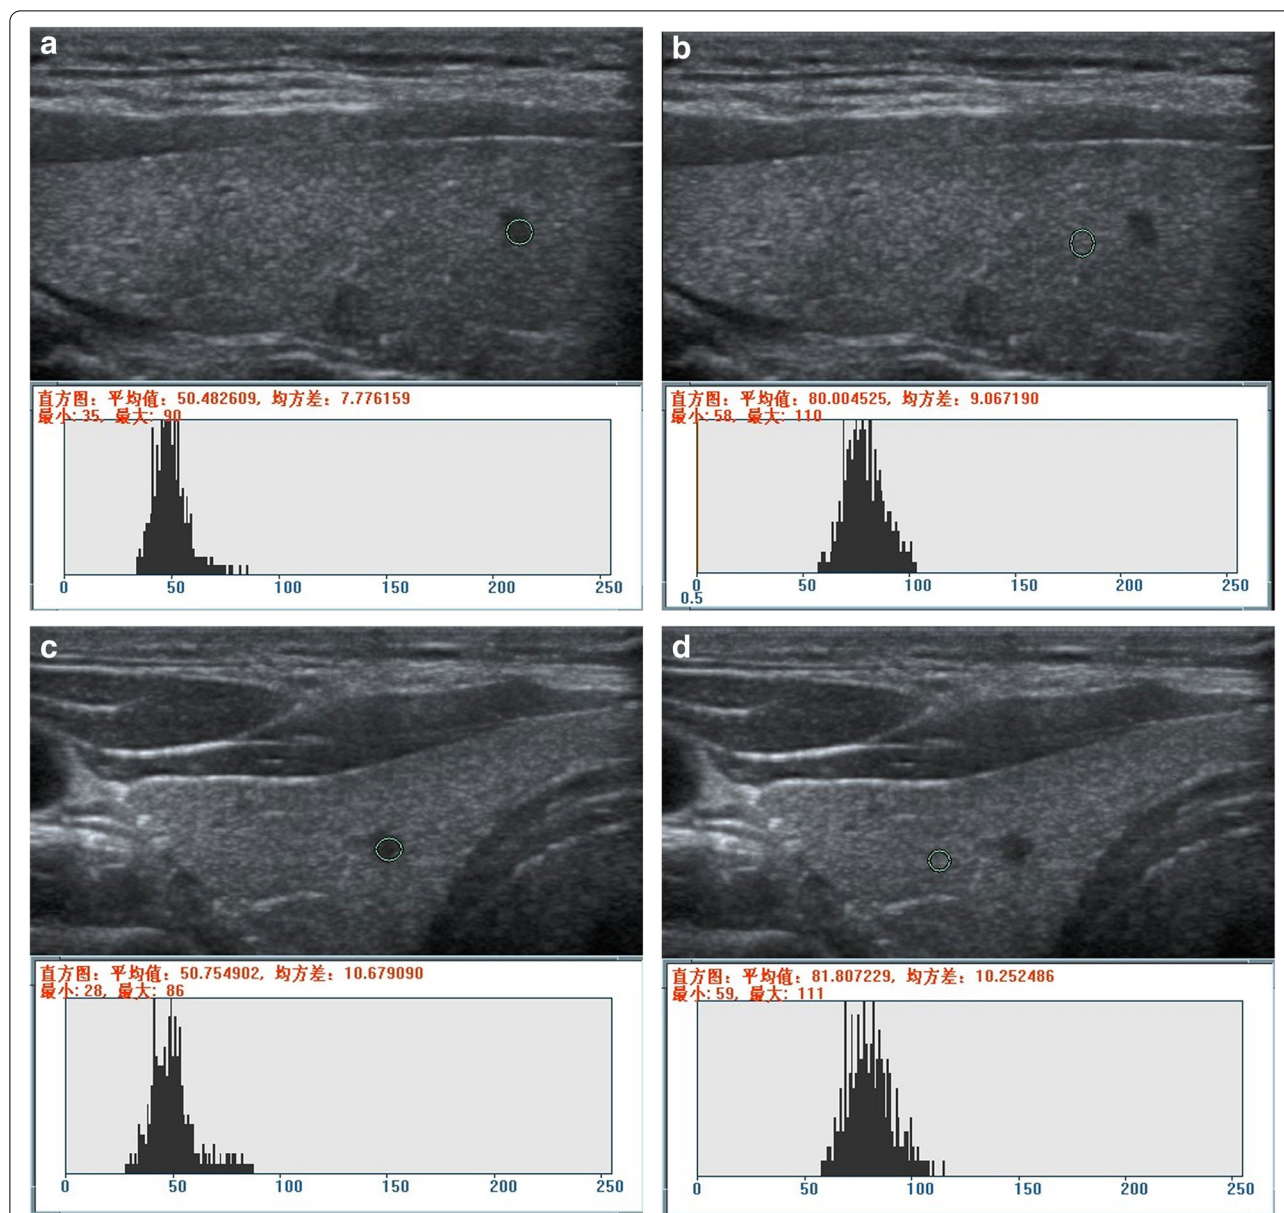 a
直方图: 平均值: 50.482609, 均方差: 7.776159
最小: 35, 最大: 90
0 50 100 150 200 250
b
直方图: 平均值: 80.004525, 均方差: 9.067190
最小: 58, 最大: 110
0 50 100 150 200 250
0.5
c
直方图: 平均值: 50.754902, 均方差: 10.679090
最小: 28, 最大: 86
0 50 100 150 200 250
d
直方图: 平均值: 81.807229, 均方差: 10.252486
最小: 59, 最大: 111
0 50 100 150 200 250